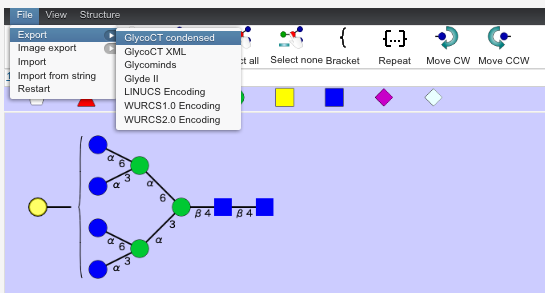 File View Structure
Export
Image export
Import
Import from string
Restart
GlycoCT condensed
GlycoCT XML
Glycominds
Glyde II
LINUCS Encoding
WURCS1.0 Encoding
WURCS2.0 Encoding
ct all Select none Bracket Repeat Move CW Move CCW
α 6
α 3
α
6
β 4 β 4
3
α
α 6
α 3